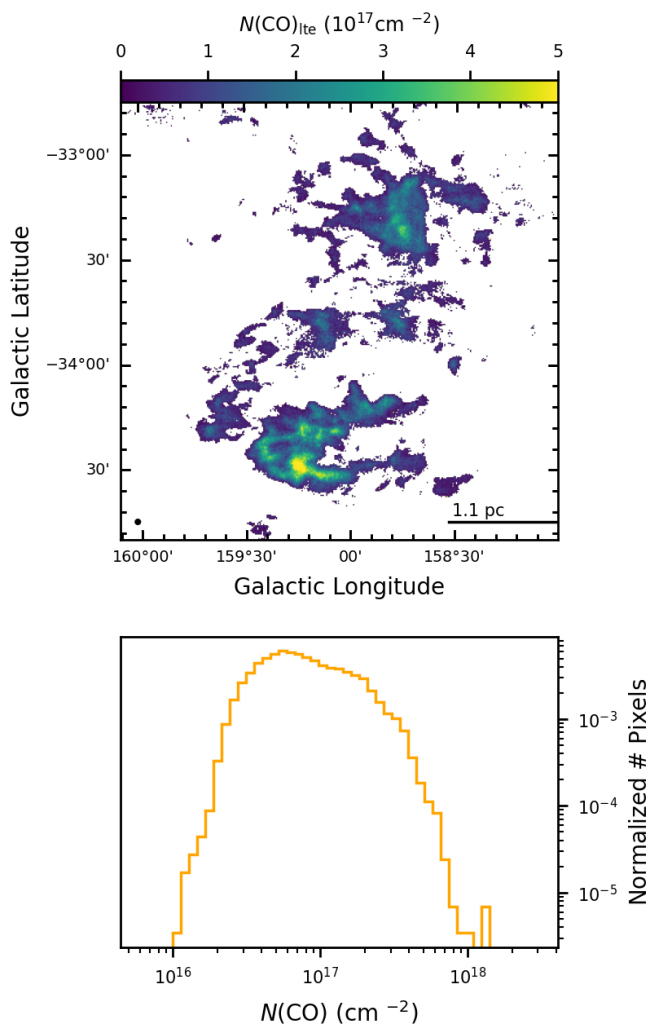 N(CO)lte (10^17 cm −2)
0 1 2 3 4 5
−33°00'
30'
−34°00'
30'
Galactic Latitude
1.1 pc
160°00' 159°30' 00' 158°30'
Galactic Longitude
10^−3
10^−4
10^−5
Normalized # Pixels
10^16 10^17 10^18
N(CO) (cm −2)